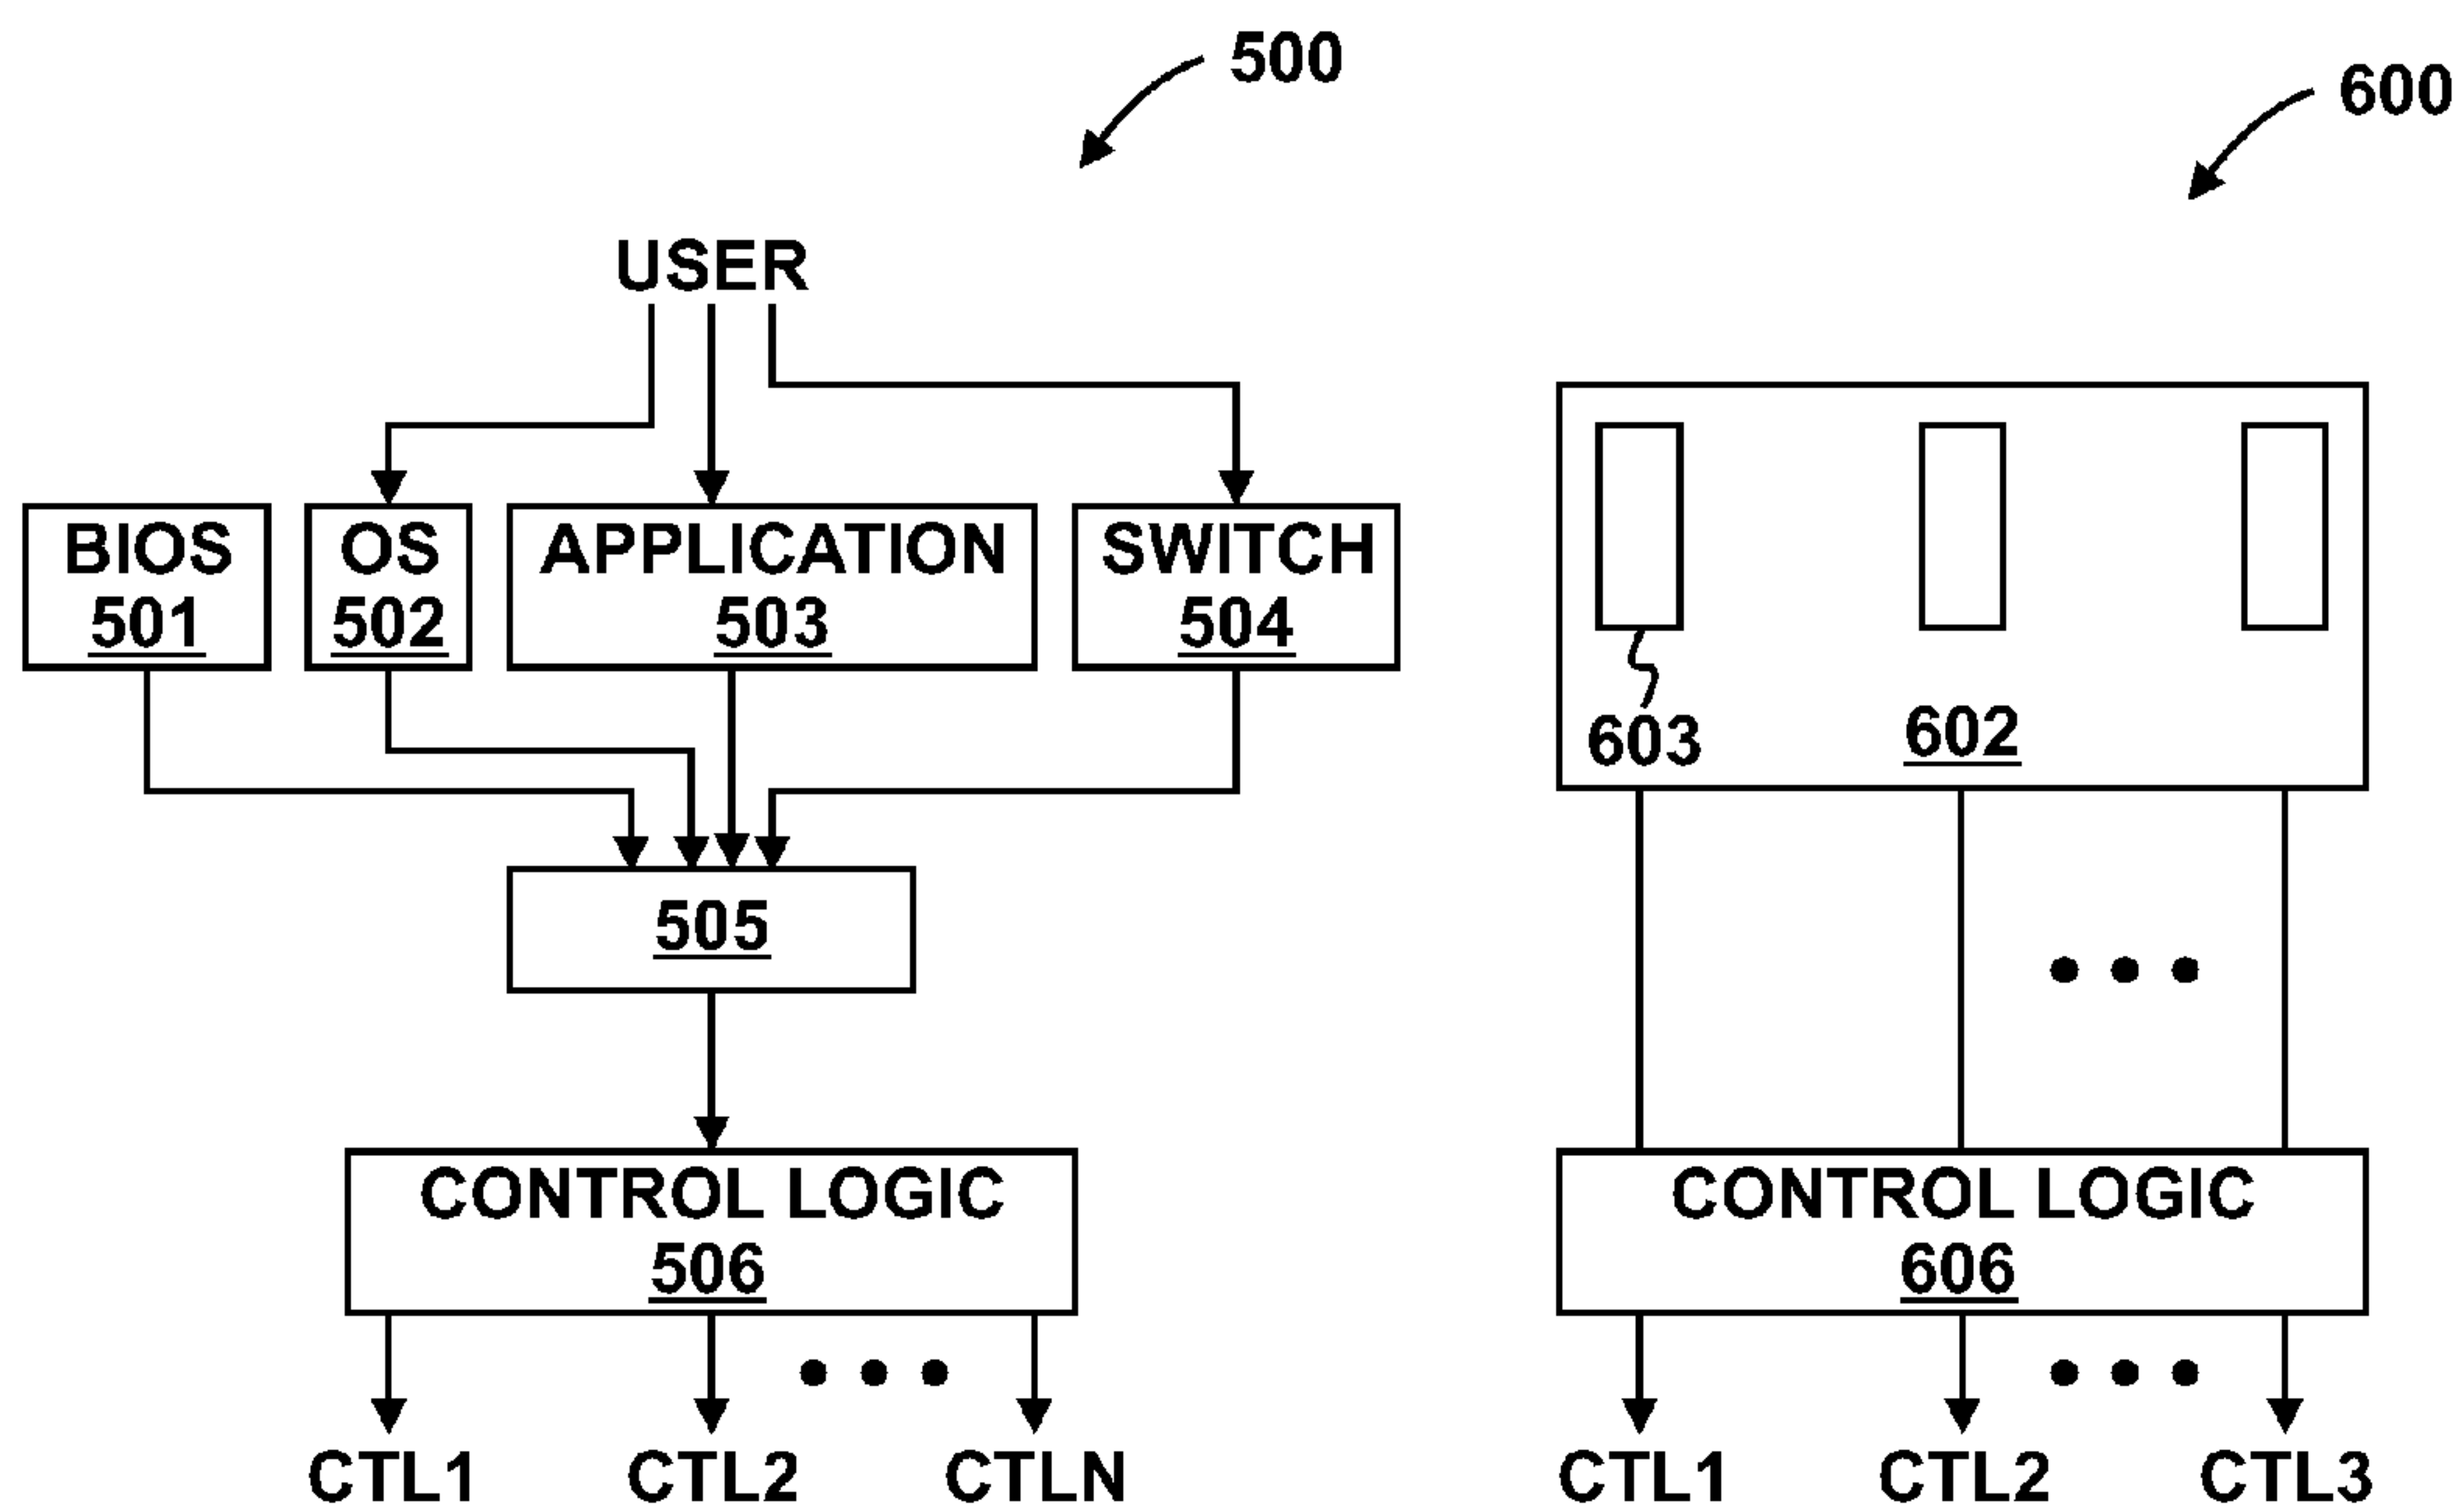 500
USER
BIOS
501
OS
502
APPLICATION
503
SWITCH
504
505
CONTROL LOGIC
506
CTL1 CTL2 CTLN
600
603
602
CONTROL LOGIC
606
CTL1 CTL2 CTL3